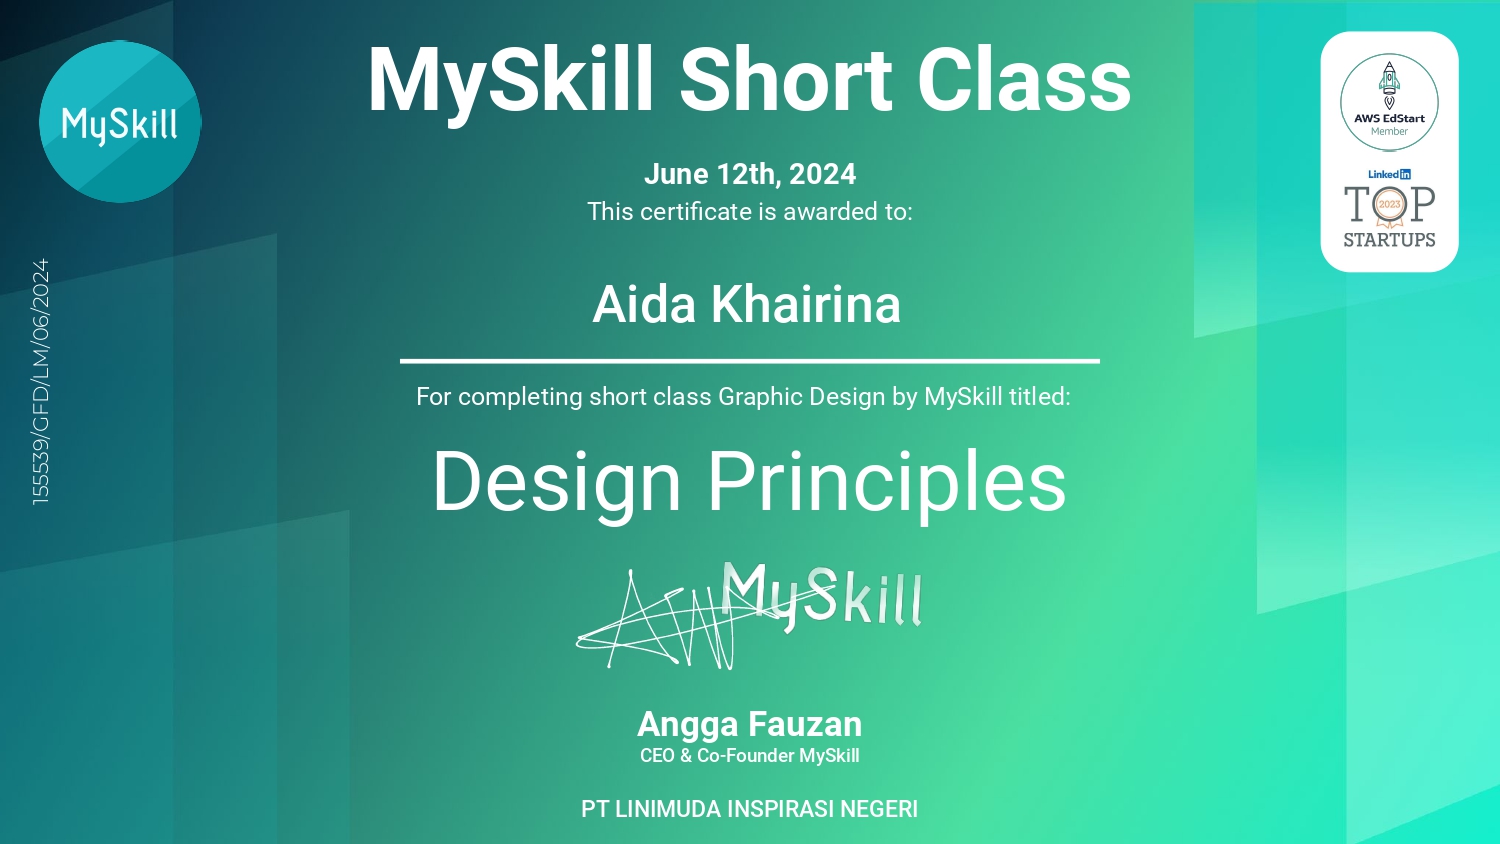 MySkill Short Class
MySkill
AWS EdStart
Member
Linked in
2023
TOP
STARTUPS
June 12th, 2024
This certificate is awarded to:
Aida Khairina
155539/GFD/LM/06/2024
For completing short class Graphic Design by MySkill titled:
Design Principles
MySkill
Angga Fauzan
CEO & Co-Founder MySkill
PT LINIMUDA INSPIRASI NEGERI